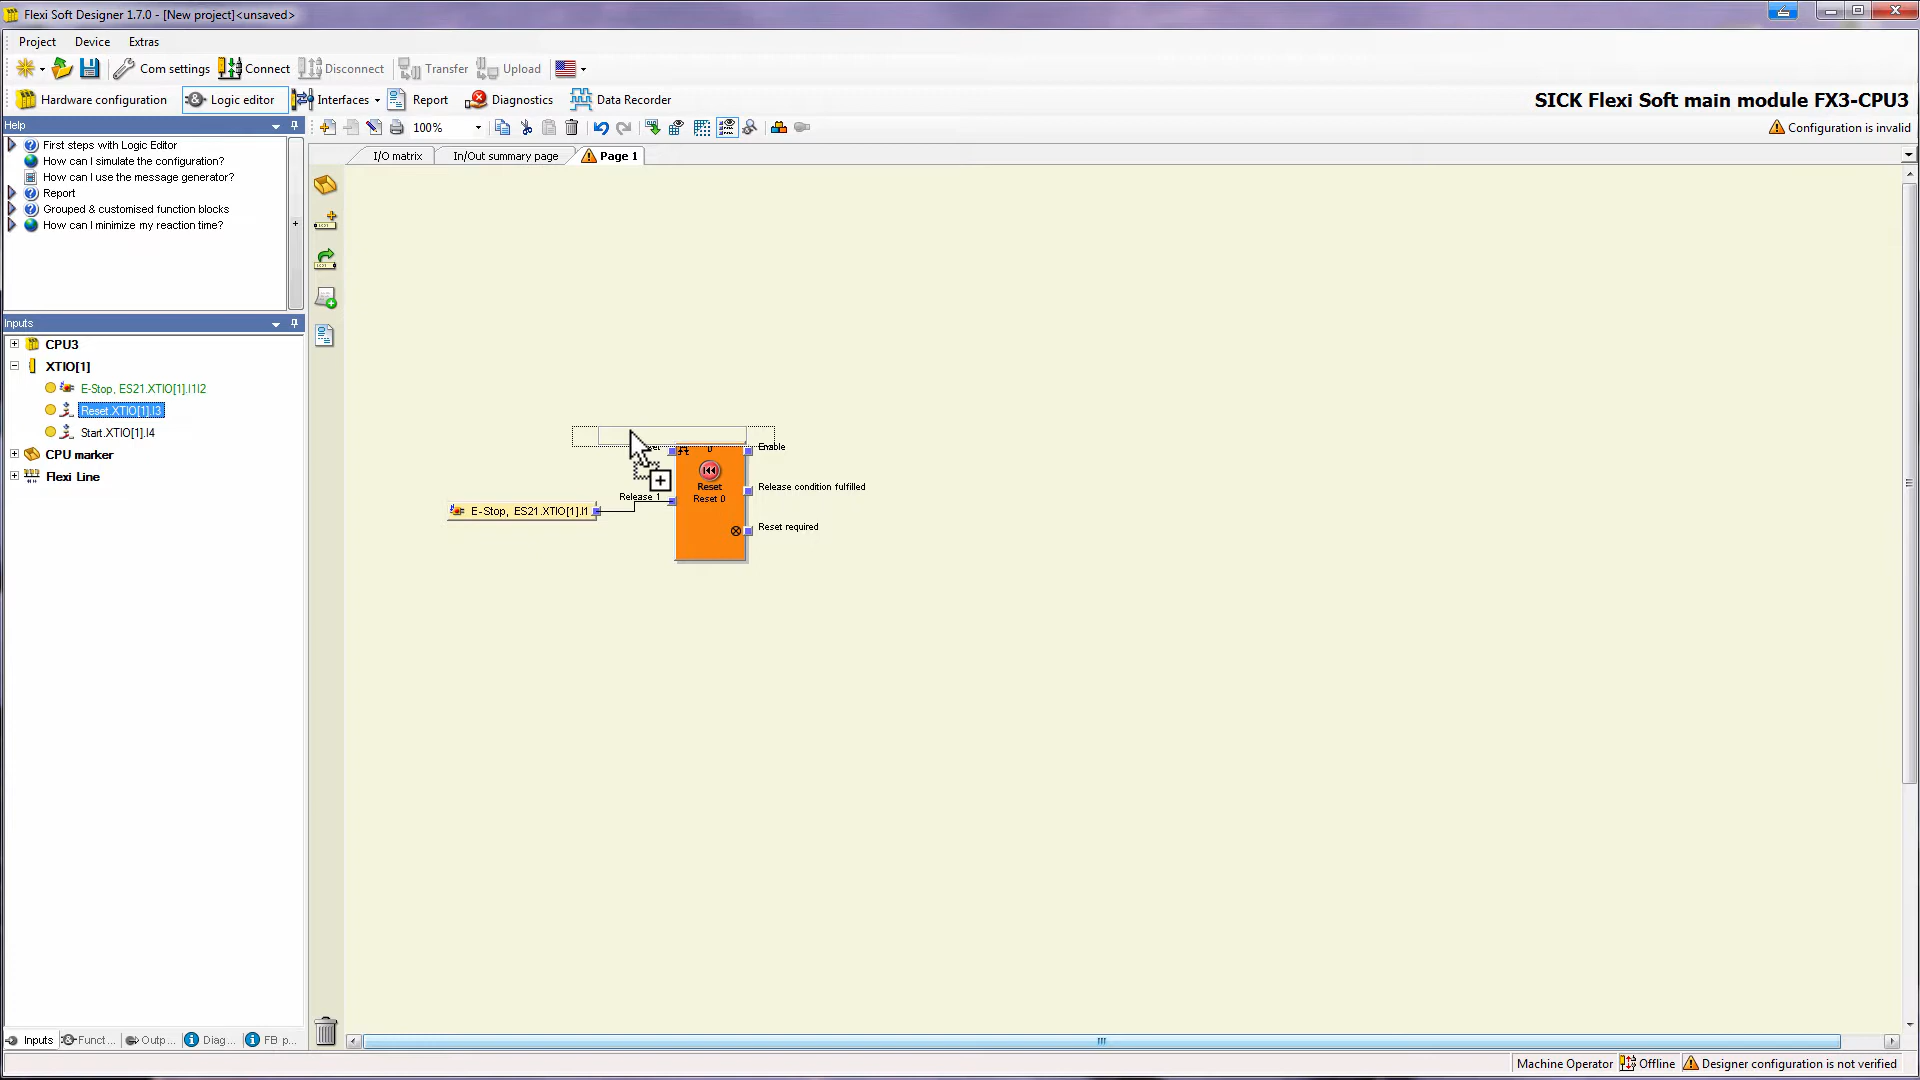 Flexi Soft Designer 1.7.0 - [New project]<unsaved>
Project Device Extras
Com settings Connect Disconnect Transfer Upload
Hardware configuration Logic editor Interfaces Report Diagnostics Data Recorder
SICK Flexi Soft main module FX3-CPU3
Help
100%
Configuration is invalid
First steps with Logic Editor
How can I simulate the configuration?
How can I use the message generator?
Report
Grouped & customised function blocks
How can I minimize my reaction time?
I/O matrix In/Out summary page Page 1
Inputs
CPU3
XTIO[1]
E-Stop, ES21.XTIO[1].I1I2
Reset.XTIO[1].I3
Start.XTIO[1].I4
CPU marker
Flexi Line
0
Enable
Reset
Release condition fulfilled
Release 1
Reset 0
E-Stop, ES21.XTIO[1].I1
Reset required
Inputs Funct... Outp... Diag... FB p...
Machine Operator Offline Designer configuration is not verified